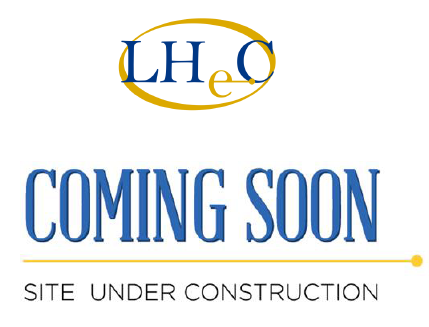 LHeC
COMING SOON
SITE UNDER CONSTRUCTION